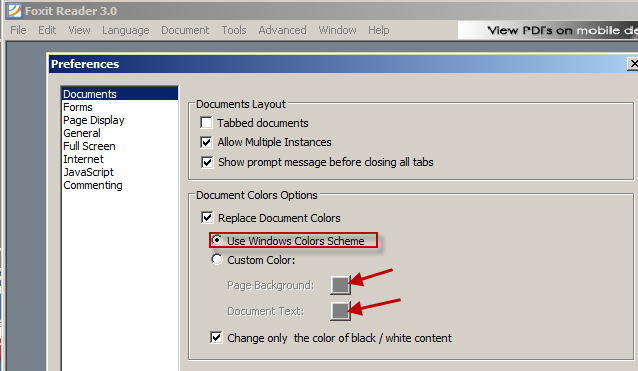 Foxit Reader 3.0
File Edit View Language Document Tools Advanced Window Help
View PDFs on mobile de
Preferences
Documents
Forms
Page Display
General
Full Screen
Internet
JavaScript
Commenting
Documents Layout
Tabbed documents
Allow Multiple Instances
Show prompt message before closing all tabs
Document Colors Options
Replace Document Colors
Use Windows Colors Scheme
Custom Color:
Page Background:
Document Text:
Change only the color of black / white content